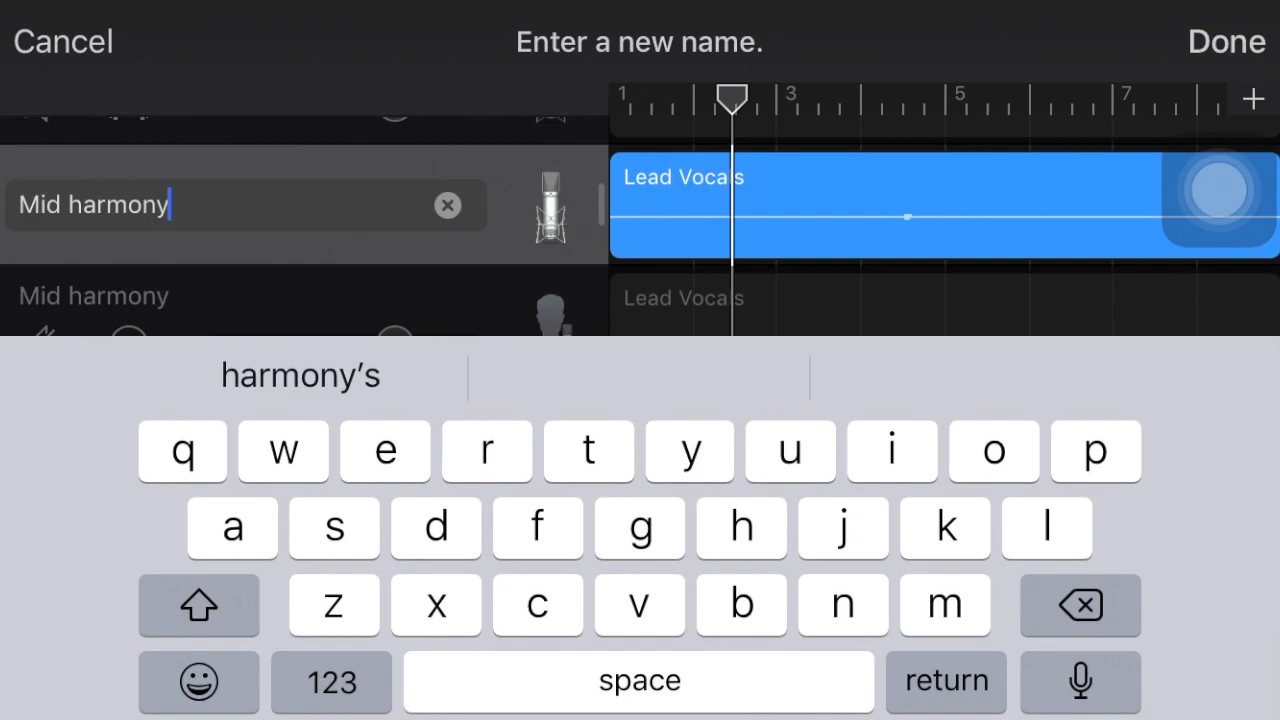 Cancel Enter a new name. Done
1 3 5 7
Mid harmony
Lead Vocals
Mid harmony
Lead Vocals
harmony’s
q w e r t y u i o p
a s d f g h j k l
z x c v b n m
123 space return